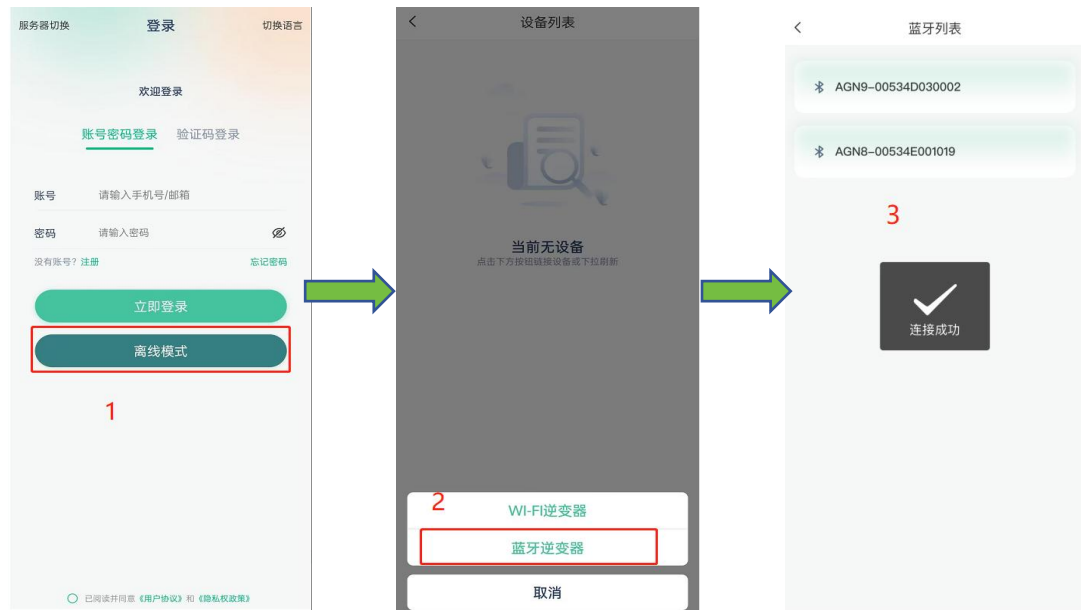 服务器切换 登录 切换语言
欢迎登录
账号密码登录 验证码登录
账号 请输入手机号/邮箱
密码 请输入密码
没有账号? 注册 忘记密码
立即登录
离线模式
1
已阅读并同意《用户协议》和《隐私权政策》
设备列表
当前无设备
点击下方按钮链接设备或下拉刷新
2
WI-FI逆变器
蓝牙逆变器
取消
蓝牙列表
AGN9-00534D030002
AGN8-00534E001019
3
连接成功